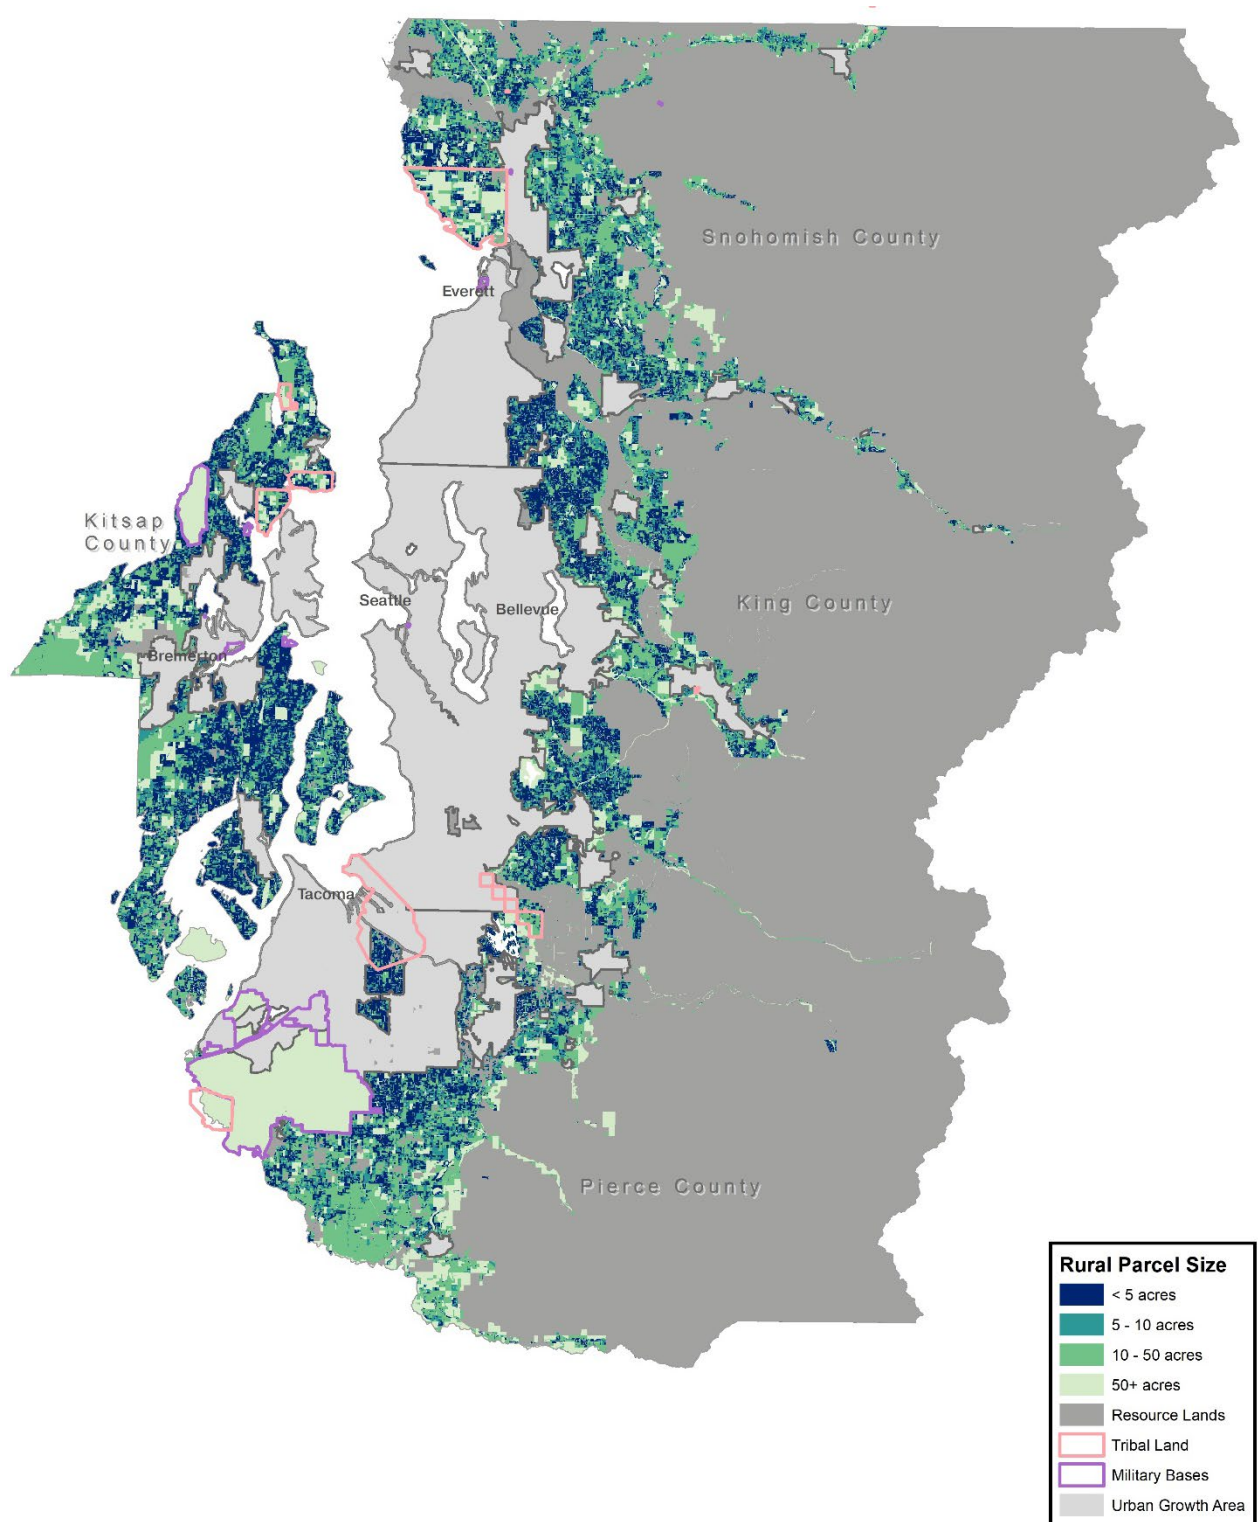 Snohomish County
Everett
Kitsap
County
Seattle
Bellevue
King County
Bremerton
Tacoma
Pierce County
Rural Parcel Size
< 5 acres
5 - 10 acres
10 - 50 acres
50+ acres
Resource Lands
Tribal Land
Military Bases
Urban Growth Area